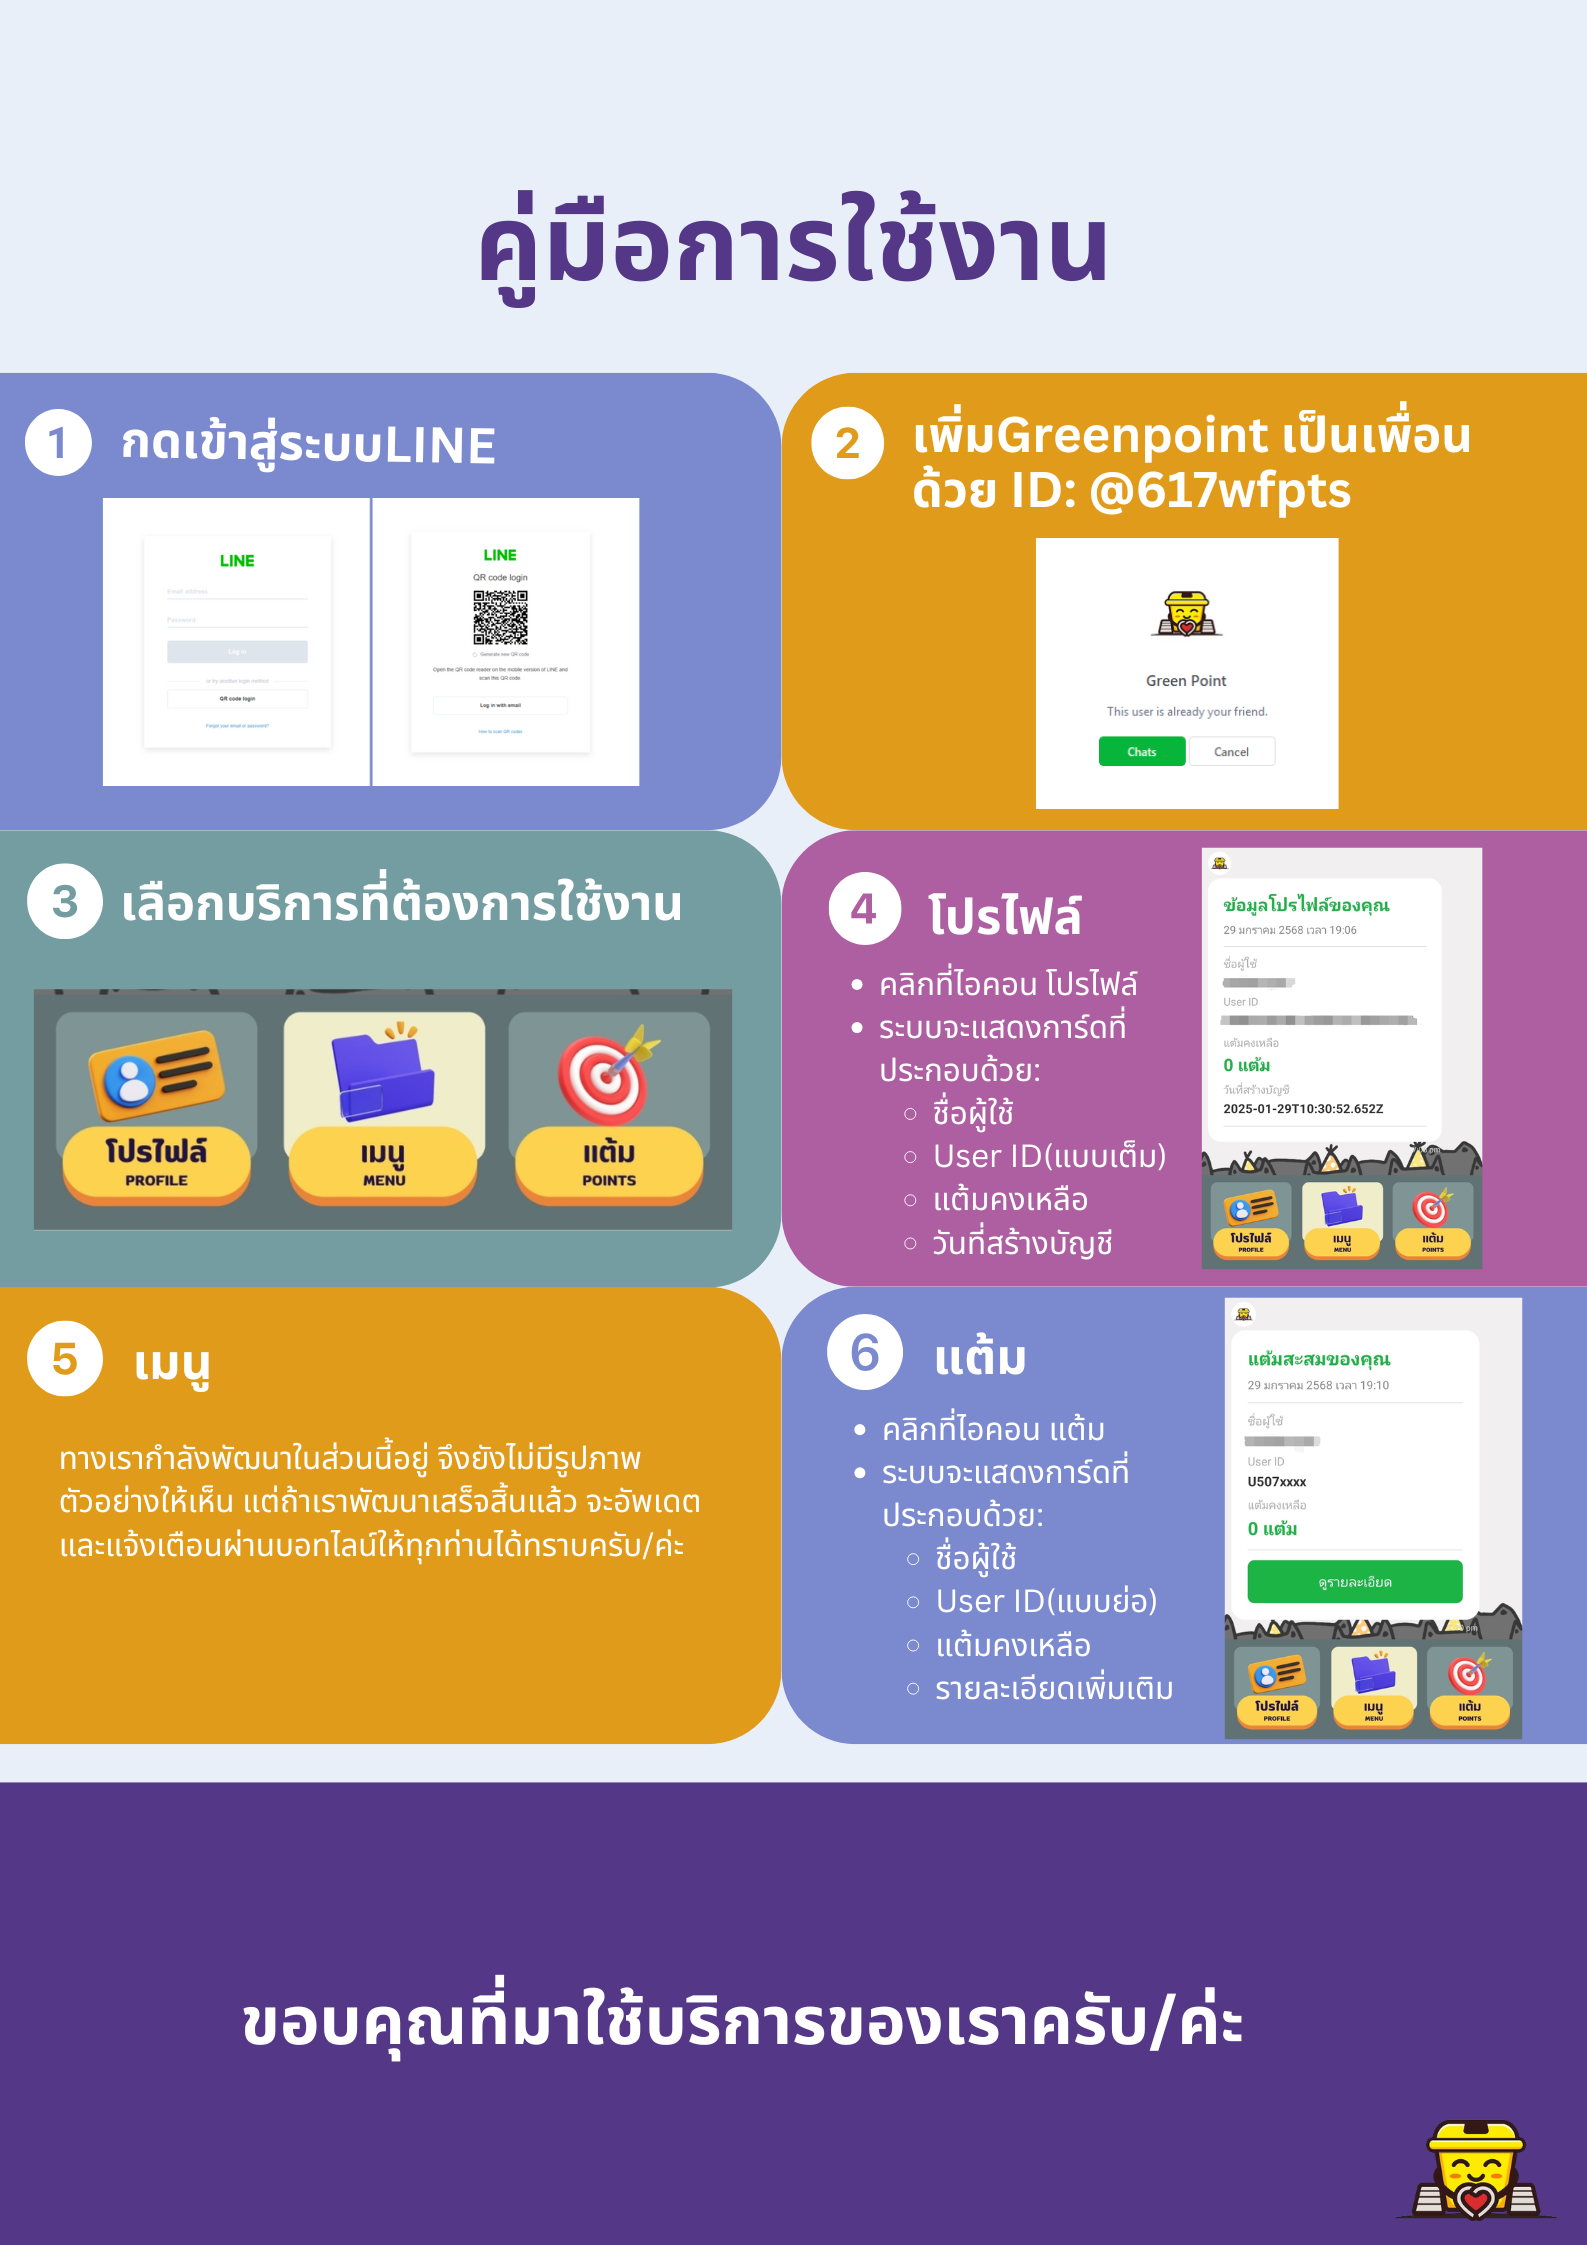 คู่มือการใช้งาน
1 กดเข้าสู่ระบบLINE
LINE
Email address
Password
Log in
or try another login method
QR code login
Forgot your email or password?
LINE
QR code login
Generate new QR code
Open the QR code reader on the mobile version of LINE and
scan this QR code.
Log in with email
How to scan QR codes
2 เพิ่มGreenpoint เป็นเพื่อน
ด้วย ID: @617wfpts
Green Point
This user is already your friend.
Chats Cancel
3 เลือกบริการที่ต้องการใช้งาน
โปรไฟล์ เมนู แต้ม
PROFILE MENU POINTS
4 โปรไฟล์
• คลิกที่ไอคอน โปรไฟล์
• ระบบจะแสดงการ์ดที่
ประกอบด้วย:
○ ชื่อผู้ใช้
○ User ID(แบบเต็ม)
○ แต้มคงเหลือ
○ วันที่สร้างบัญชี
ข้อมูลโปรไฟล์ของคุณ
29 มกราคม 2568 เวลา 19:06
ชื่อผู้ใช้
User ID
แต้มคงเหลือ
0 แต้ม
วันที่สร้างบัญชี
2025-01-29T10:30:52.652Z
โปรไฟล์ เมนู แต้ม
PROFILE MENU POINTS
5 เมนู
ทางเรากำลังพัฒนาในส่วนนี้อยู่ จึงยังไม่มีรูปภาพ
ตัวอย่างให้เห็น แต่ถ้าเราพัฒนาเสร็จสิ้นแล้ว จะอัพเดต
และแจ้งเตือนผ่านบอทไลน์ให้ทุกท่านได้ทราบครับ/ค่ะ
6 แต้ม
• คลิกที่ไอคอน แต้ม
• ระบบจะแสดงการ์ดที่
ประกอบด้วย:
○ ชื่อผู้ใช้
○ User ID(แบบย่อ)
○ แต้มคงเหลือ
○ รายละเอียดเพิ่มเติม
แต้มสะสมของคุณ
29 มกราคม 2568 เวลา 19:10
ชื่อผู้ใช้
User ID
U507xxxx
แต้มคงเหลือ
0 แต้ม
ดูรายละเอียด
โปรไฟล์ เมนู แต้ม
PROFILE MENU POINTS
ขอบคุณที่มาใช้บริการของเราครับ/ค่ะ